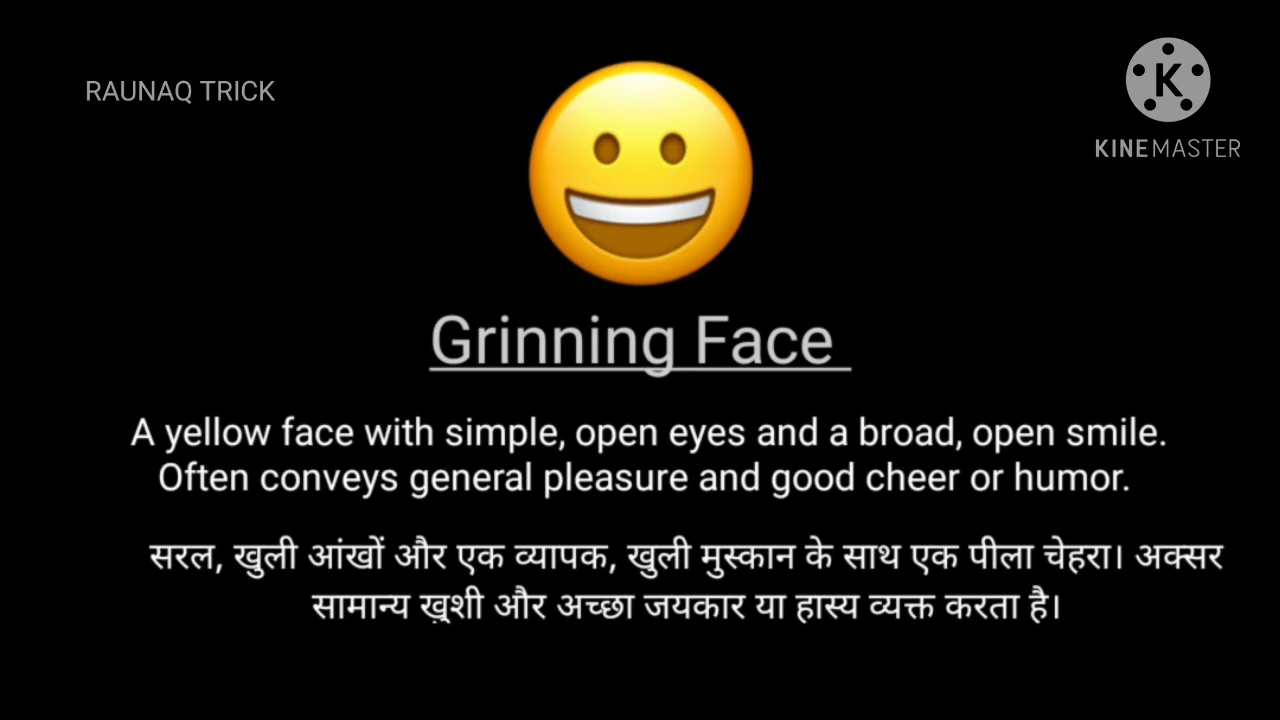 RAUNAQ TRICK
K
KINEMASTER
Grinning Face
A yellow face with simple, open eyes and a broad, open smile.
Often conveys general pleasure and good cheer or humor.
सरल, खुली आंखों और एक व्यापक, खुली मुस्कान के साथ एक पीला चेहरा। अक्सर
सामान्य खुशी और अच्छा जयकार या हास्य व्यक्त करता है।